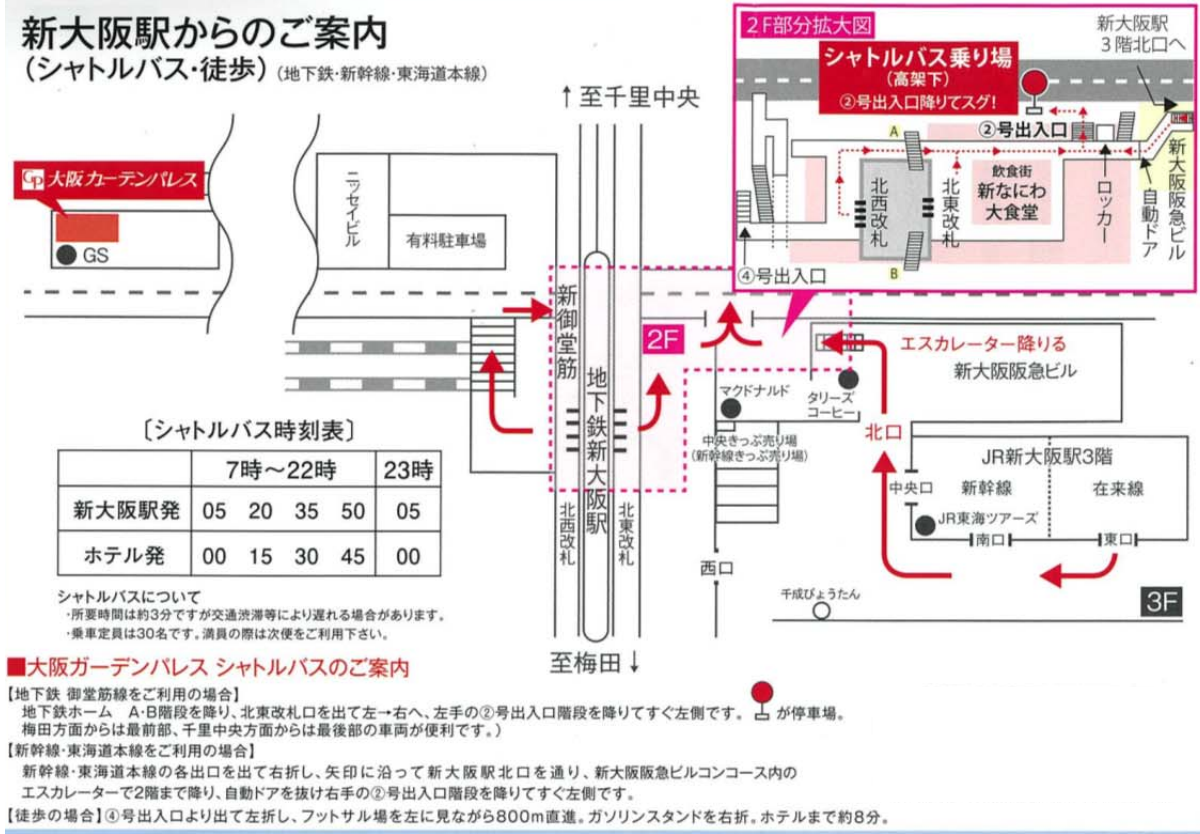 新大阪駅からのご案内
(シャトルバス・徒歩)(地下鉄・新幹線・東海道本線)
↑至千里中央
2F部分拡大図
新大阪駅
3階北口へ
シャトルバス乗り場
(高架下)
②号出入口降りてスグ!
②号出入口
A
北西改札
北東改札
飲食街
新なにわ
大食堂
ロッカー
自動ドア
新大阪阪急ビル
B
④号出入口
GP 大阪ガーデンパレス
GS
ニッセイビル
有料駐車場
新御堂筋
2F
地下鉄新大阪駅
エスカレーター降りる
新大阪阪急ビル
マクドナルド
タリーズ
コーヒー
中央きっぷ売り場
(新幹線きっぷ売り場)
北口
JR新大阪駅3階
中央口
新幹線
在来線
JR東海ツアーズ
南口
東口
北西改札
北東改札
西口
千成びょうたん
3F
至梅田↓
〔シャトルバス時刻表〕
7時〜22時 23時
新大阪駅発 05 20 35 50 05
ホテル発 00 15 30 45 00
シャトルバスについて
・所要時間は約3分ですが交通渋滞等により遅れる場合があります。
・乗車定員は30名です。満員の際は次便をご利用下さい。
■大阪ガーデンパレス シャトルバスのご案内
【地下鉄 御堂筋線をご利用の場合】
地下鉄ホーム A・B階段を降り、北東改札口を出て左→右へ、左手の②号出入口階段を降りてすぐ左側です。 が停車場。
梅田方面からは最前部、千里中央方面からは最後部の車両が便利です。)
【新幹線・東海道本線をご利用の場合】
新幹線・東海道本線の各出口を出て右折し、矢印に沿って新大阪駅北口を通り、新大阪阪急ビルコンコース内の
エスカレーターで2階まで降り、自動ドアを抜け右手の②号出入口階段を降りてすぐ左側です。
【徒歩の場合】④号出入口より出て左折し、フットサル場を左に見ながら800m直進。ガソリンスタンドを右折。ホテルまで約8分。